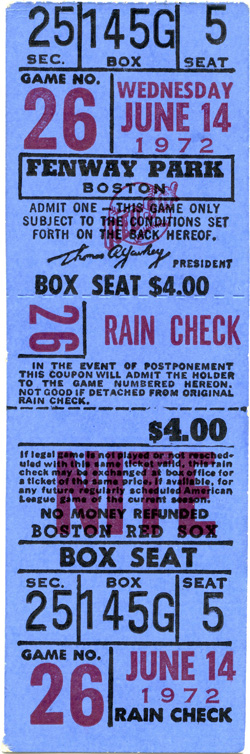 25 145G 5
SEC. BOX SEAT
GAME NO.
26
WEDNESDAY
JUNE 14
1972
FENWAY PARK
BOSTON
ADMIT ONE — THIS GAME ONLY
SUBJECT TO THE CONDITIONS SET
FORTH ON THE BACK HEREOF.
Thomas A Yawkey
PRESIDENT
BOX SEAT $4.00
26 RAIN CHECK
IN THE EVENT OF POSTPONEMENT
THIS COUPON WILL ADMIT THE HOLDER
TO THE GAME NUMBERED HEREON.
NOT GOOD IF DETACHED FROM ORIGINAL
RAIN CHECK.
$4.00
NITE
If legal game is not played or not resched-
uled with this same ticket valid, this rain
check may be exchanged at box office for
a ticket of the same price, if available, for
any future regularly scheduled American
League game of the current season.
NO MONEY REFUNDED
BOSTON RED SOX
BOX SEAT
SEC. BOX SEAT
25 145G 5
GAME NO.
26
JUNE 14
1972
RAIN CHECK